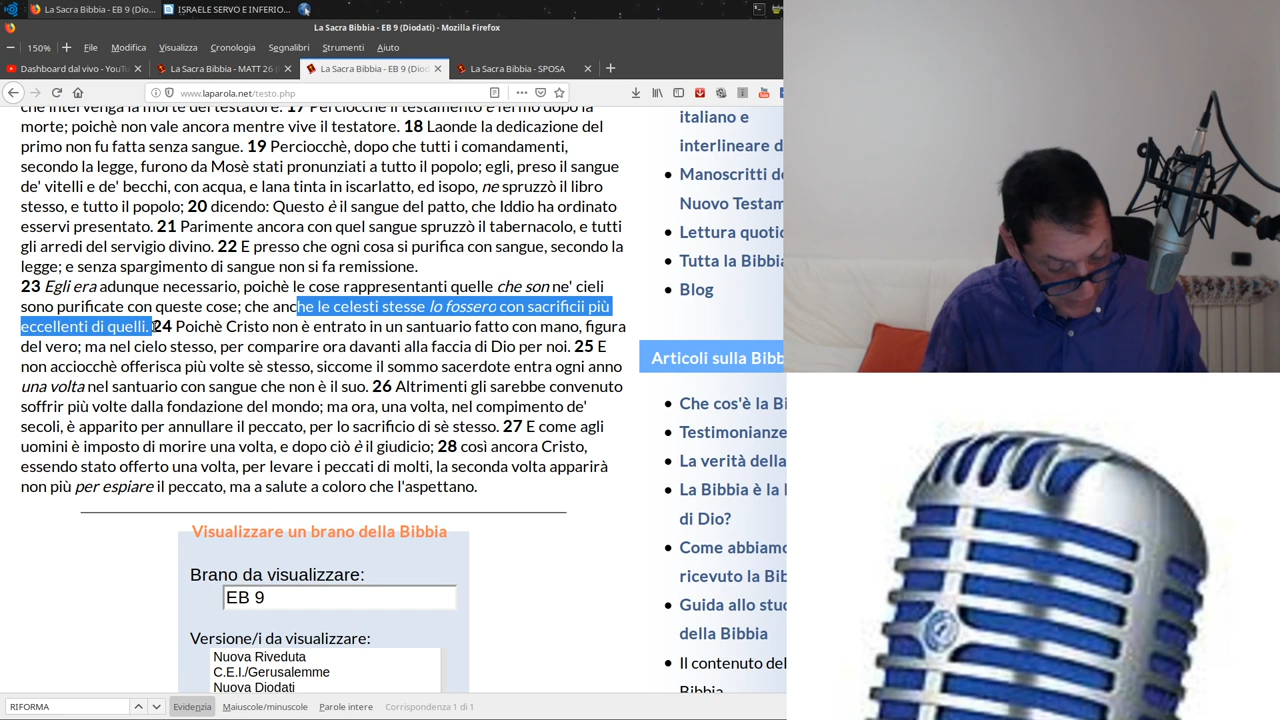 La Sacra Bibbia - EB 9 (Dio...
ISRAELE SERVO E INFERIO...
La Sacra Bibbia - EB 9 (Diodati) - Mozilla Firefox
150%
File Modifica Visualizza Cronologia Segnalibri Strumenti Aiuto
Dashboard dal vivo - YouTu
La Sacra Bibbia - MATT 26
La Sacra Bibbia - EB 9 (Diod
La Sacra Bibbia - SPOSA
www.laparola.net/testo.php
che intervenga la morte del testatore. 17 Perciocchè il testamento è fermo dopo la
morte; poichè non vale ancora mentre vive il testatore. 18 Laonde la dedicazione del
primo non fu fatta senza sangue. 19 Perciocchè, dopo che tutti i comandamenti,
secondo la legge, furono da Mosè stati pronunziati a tutto il popolo; egli, preso il sangue
de' vitelli e de' becchi, con acqua, e lana tinta in iscarlatto, ed isopo, ne spruzzò il libro
stesso, e tutto il popolo; 20 dicendo: Questo è il sangue del patto, che Iddio ha ordinato
esservi presentato. 21 Parimente ancora con quel sangue spruzzò il tabernacolo, e tutti
gli arredi del servigio divino. 22 E presso che ogni cosa si purifica con sangue, secondo la
legge; e senza spargimento di sangue non si fa remissione.
23 Egli era adunque necessario, poichè le cose rappresentanti quelle che son ne' cieli
sono purificate con queste cose; che anche le celesti stesse lo fossero con sacrificii più
eccellenti di quelli. 24 Poichè Cristo non è entrato in un santuario fatto con mano, figura
del vero; ma nel cielo stesso, per comparire ora davanti alla faccia di Dio per noi. 25 E
non acciocchè offerisca più volte sè stesso, siccome il sommo sacerdote entra ogni anno
una volta nel santuario con sangue che non è il suo. 26 Altrimenti gli sarebbe convenuto
soffrir più volte dalla fondazione del mondo; ma ora, una volta, nel compimento de'
secoli, è apparito per annullare il peccato, per lo sacrificio di sè stesso. 27 E come agli
uomini è imposto di morire una volta, e dopo ciò è il giudicio; 28 così ancora Cristo,
essendo stato offerto una volta, per levare i peccati di molti, la seconda volta apparirà
non più per espiare il peccato, ma a salute a coloro che l'aspettano.
Visualizzare un brano della Bibbia
Brano da visualizzare:
EB 9
Versione/i da visualizzare:
Nuova Riveduta
C.E.I./Gerusalemme
Nuova Diodati
italiano e
interlineare d
Manoscritti de
Nuovo Testam
Lettura quotid
Tutta la Bibbia
Blog
Articoli sulla Bibb
Che cos'è la Bi
Testimonianze
La verità della
La Bibbia è la
di Dio?
Come abbiamo
ricevuto la Bib
Guida allo stud
della Bibbia
Il contenuto del
Bibbia
RIFORMA
Evidenzia Maiuscole/minuscole Parole intere Corrispondenza 1 di 1